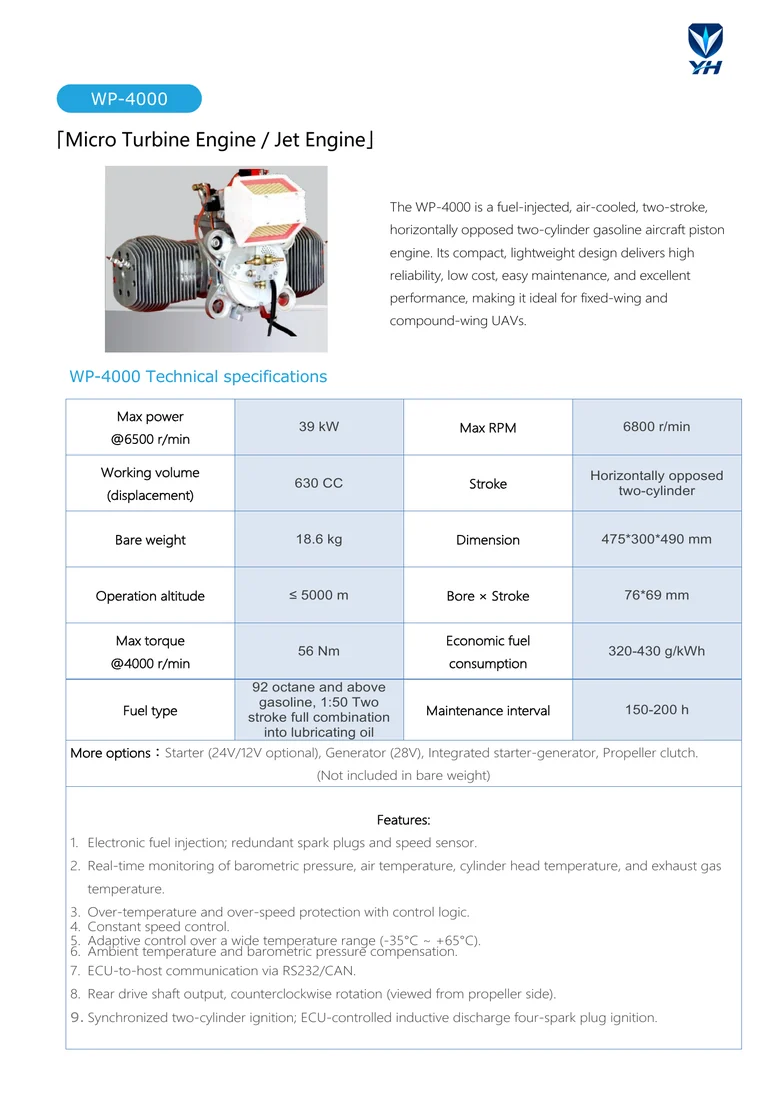 YH
WP-4000
「Micro Turbine Engine / Jet Engine」
The WP-4000 is a fuel-injected, air-cooled, two-stroke,
horizontally opposed two-cylinder gasoline aircraft piston
engine. Its compact, lightweight design delivers high
reliability, low cost, easy maintenance, and excellent
performance, making it ideal for fixed-wing and
compound-wing UAVs.
WP-4000 Technical specifications
Max power
@6500 r/min
39 kW
Max RPM
6800 r/min
Working volume
(displacement)
630 CC
Stroke
Horizontally opposed
two-cylinder
Bare weight
18.6 kg
Dimension
475*300*490 mm
Operation altitude
≤ 5000 m
Bore × Stroke
76*69 mm
Max torque
@4000 r/min
56 Nm
Economic fuel
consumption
320-430 g/kWh
Fuel type
92 octane and above
gasoline, 1:50 Two
stroke full combination
into lubricating oil
Maintenance interval
150-200 h
More options：Starter (24V/12V optional), Generator (28V), Integrated starter-generator, Propeller clutch.
(Not included in bare weight)
Features:
1. Electronic fuel injection; redundant spark plugs and speed sensor.
2. Real-time monitoring of barometric pressure, air temperature, cylinder head temperature, and exhaust gas
temperature.
3. Over-temperature and over-speed protection with control logic.
4. Constant speed control.
5. Adaptive control over a wide temperature range (-35°C ~ +65°C).
6. Ambient temperature and barometric pressure compensation.
7. ECU-to-host communication via RS232/CAN.
8. Rear drive shaft output, counterclockwise rotation (viewed from propeller side).
9. Synchronized two-cylinder ignition; ECU-controlled inductive discharge four-spark plug ignition.